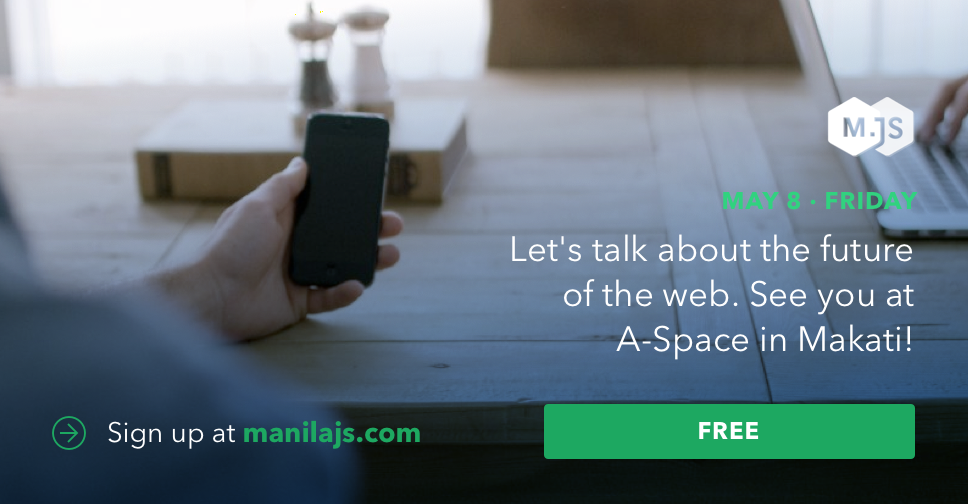 M.JS
MAY 8 · FRIDAY
Let's talk about the future
of the web. See you at
A-Space in Makati!
Sign up at manilajs.com
FREE